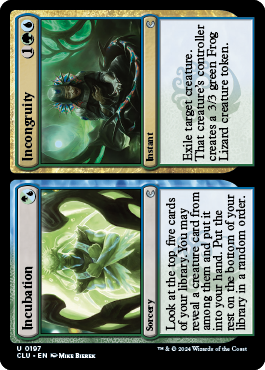 Incubation
Sorcery
Look at the top five cards
of your library. You may
reveal a creature card from
among them and put it
into your hand. Put the
rest on the bottom of your
library in a random order.
Incongruity 1
Instant
Exile target creature.
That creature's controller
creates a 3/3 green Frog
Lizard creature token.
U 0197
CLU • EN Mike Bierek
™ & © 2024 Wizards of the Coast